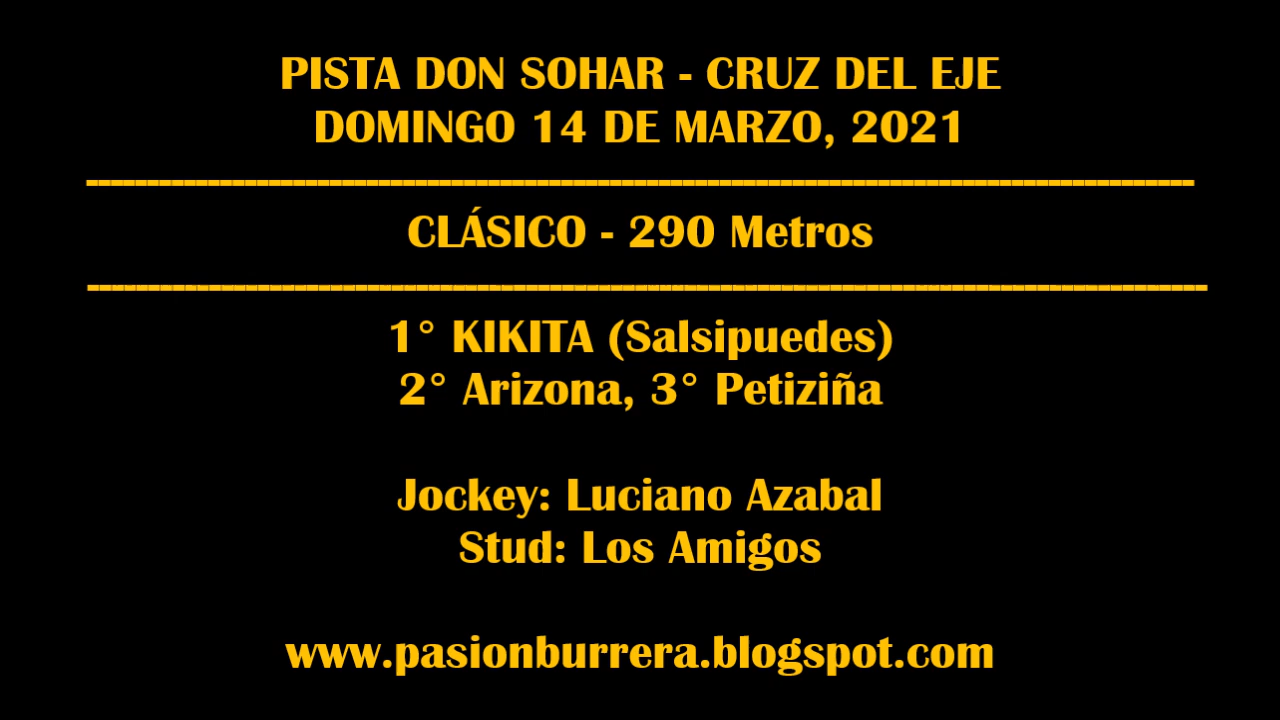 PISTA DON SOHAR - CRUZ DEL EJE
DOMINGO 14 DE MARZO, 2021
CLÁSICO - 290 Metros
1° KIKITA (Salsipuedes)
2° Arizona, 3° Petiziña
Jockey: Luciano Azabal
Stud: Los Amigos
www.pasionburrera.blogspot.com